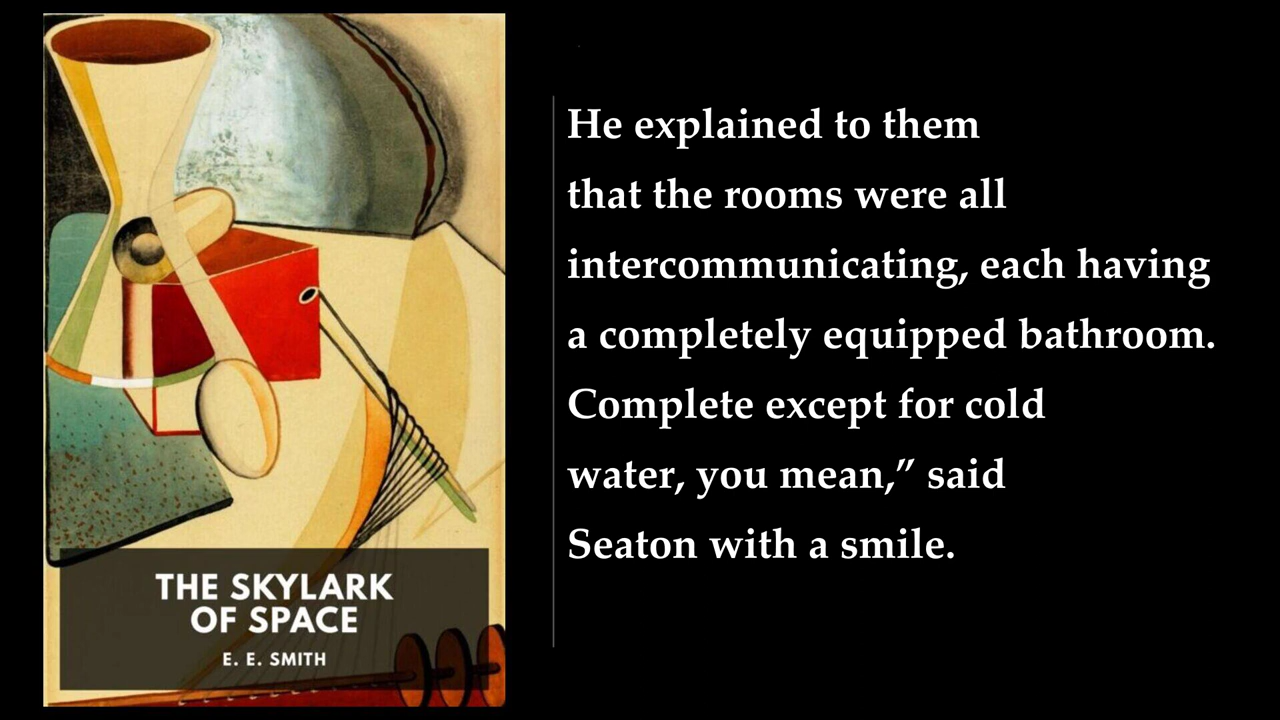 THE SKYLARK
OF SPACE
E. E. SMITH
He explained to them
that the rooms were all
intercommunicating, each having
a completely equipped bathroom.
Complete except for cold
water, you mean,” said
Seaton with a smile.